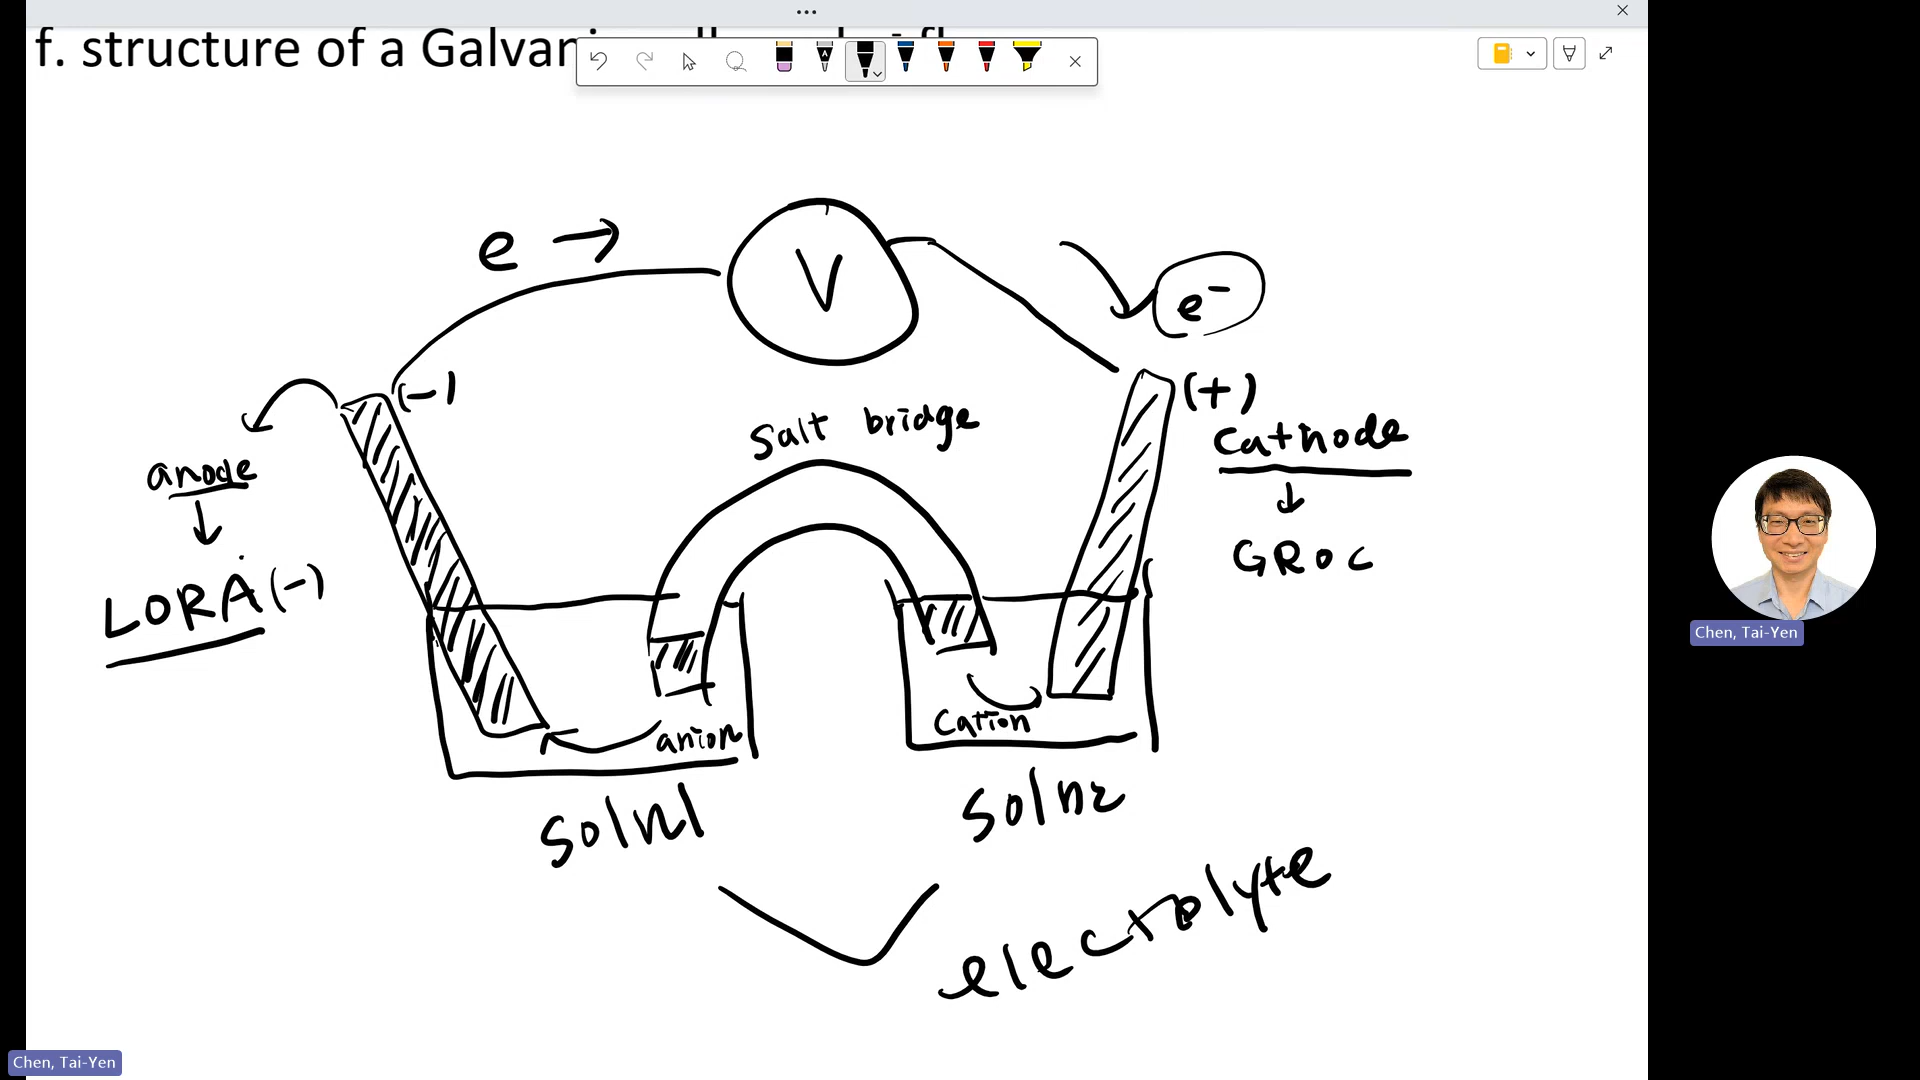 f. structure of a Galvani
e →
V
e⁻
(-)
(+)
Salt bridge
Cathode
anode
↓
↓
GROC
LORA (-)
anion
Cation
Soln1
Soln2
electrolyte
Chen, Tai-Yen
Chen, Tai-Yen